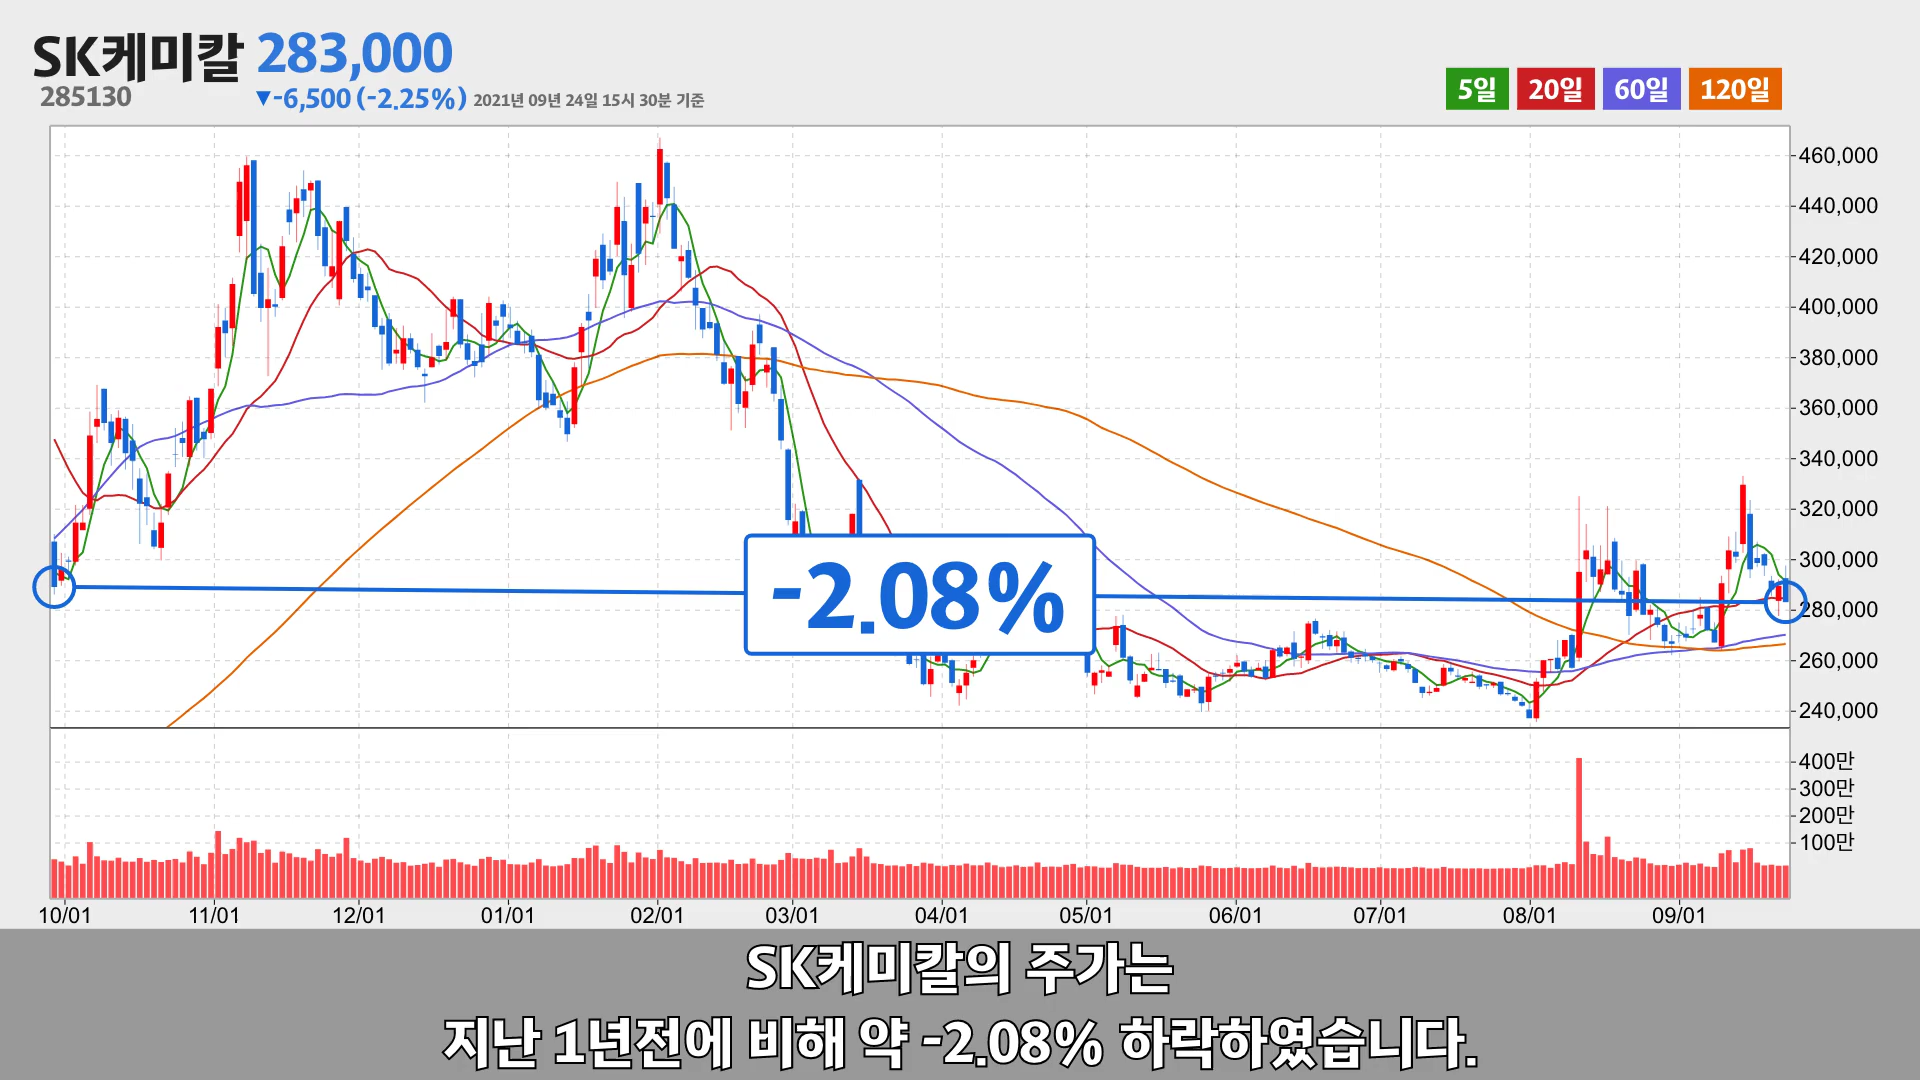 SK케미칼 283,000
285130
▼-6,500 (-2.25%) 2021년 09월 24일 15시 30분 기준
5일 20일 60일 120일
460,000
440,000
420,000
400,000
380,000
360,000
340,000
320,000
300,000
280,000
260,000
240,000
-2.08%
400만
300만
200만
100만
10/01 11/01 12/01 01/01 02/01 03/01 04/01 05/01 06/01 07/01 08/01 09/01
SK케미칼의 주가는
지난 1년전에 비해 약 -2.08% 하락하였습니다.